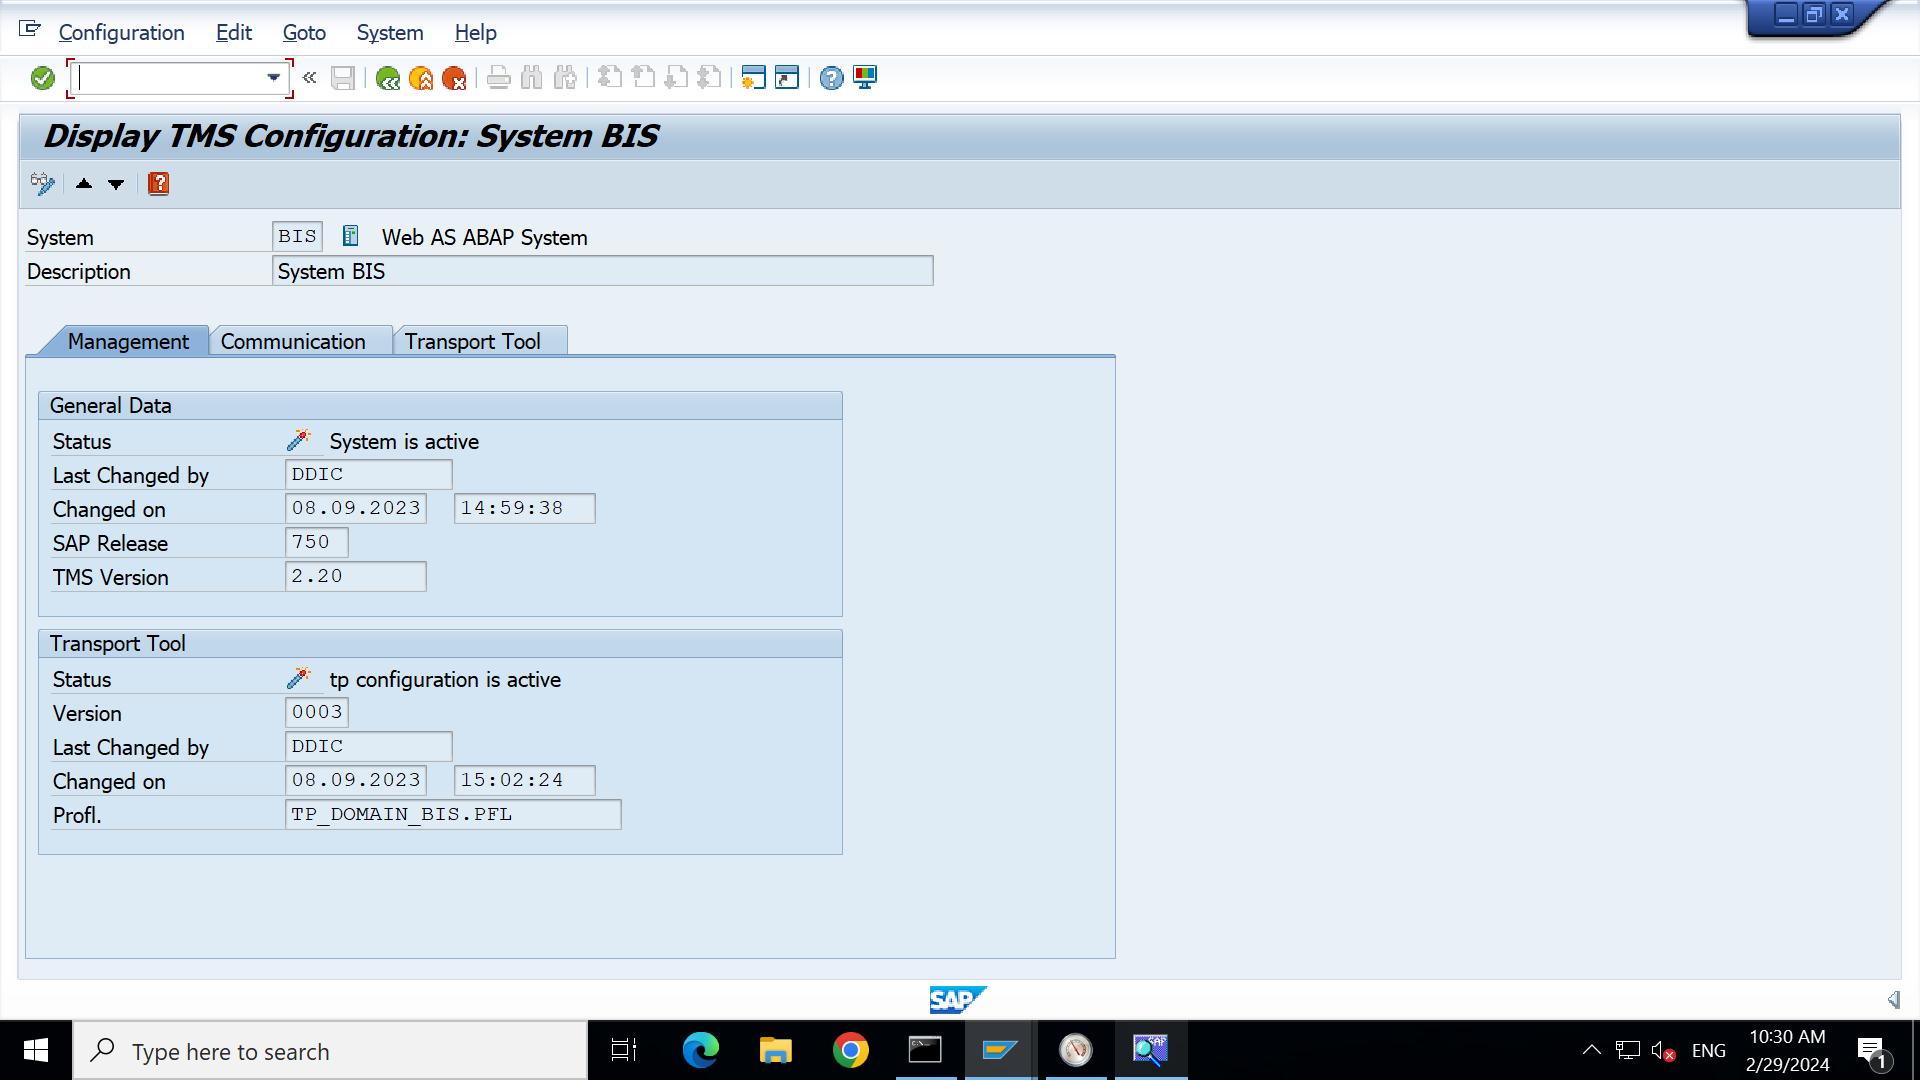 Configuration Edit Goto System Help
Display TMS Configuration: System BIS
System BIS Web AS ABAP System
Description System BIS
Management Communication Transport Tool
General Data
Status System is active
Last Changed by DDIC
Changed on 08.09.2023 14:59:38
SAP Release 750
TMS Version 2.20
Transport Tool
Status tp configuration is active
Version 0003
Last Changed by DDIC
Changed on 08.09.2023 15:02:24
Profl. TP_DOMAIN_BIS.PFL
SAP
Type here to search
ENG
10:30 AM
2/29/2024
1